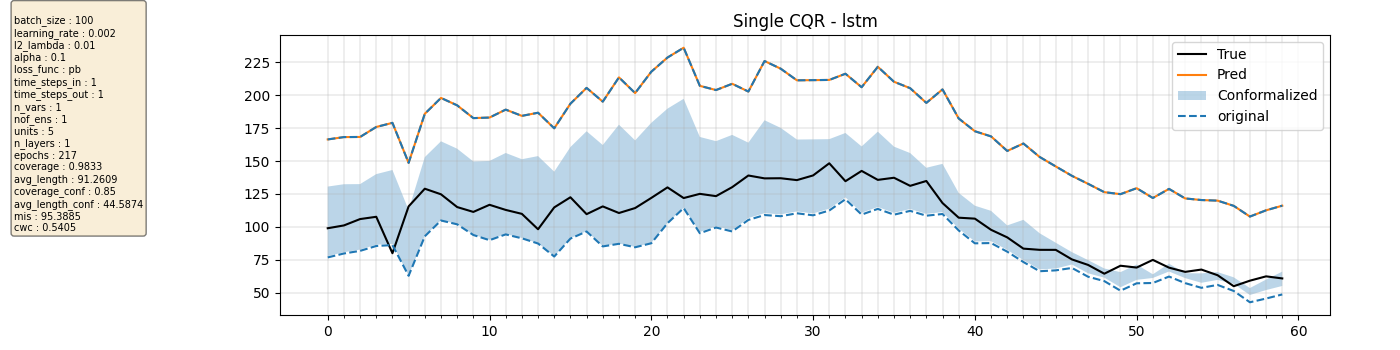 batch_size : 100
learning_rate : 0.002
l2_lambda : 0.01
alpha : 0.1
loss_func : pb
time_steps_in : 1
time_steps_out : 1
n_vars : 1
nof_ens : 1
units : 5
n_layers : 1
epochs : 217
coverage : 0.9833
avg_length : 91.2609
coverage_conf : 0.85
avg_length_conf : 44.5874
mis : 95.3885
cwc : 0.5405
Single CQR - lstm
225
200
175
150
125
100
75
50
True
Pred
Conformalized
original
0 10 20 30 40 50 60